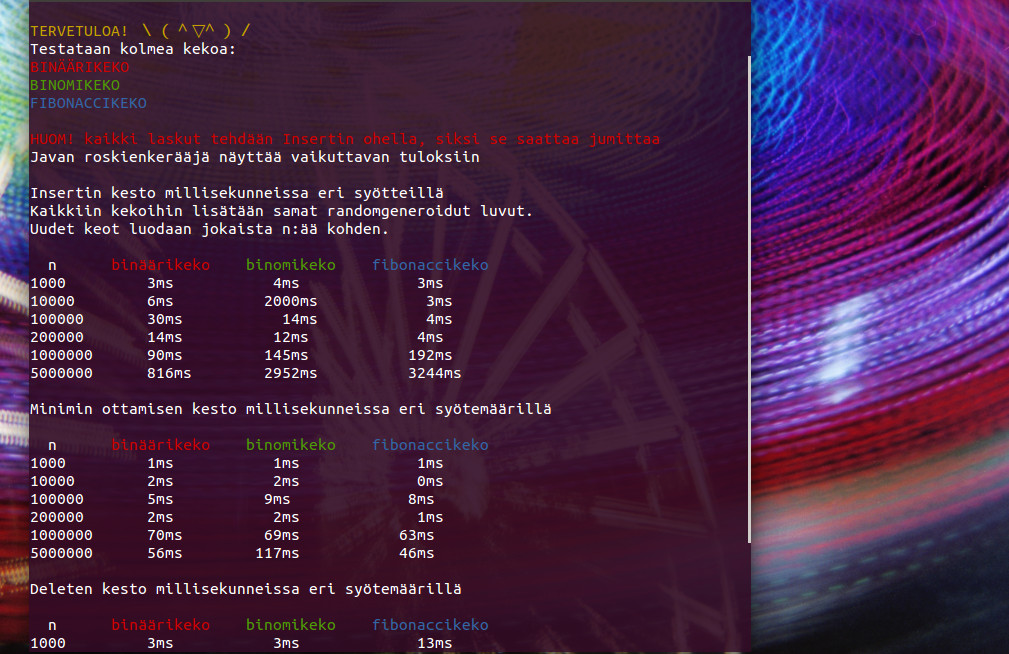 TERVETULOA! \ ( ^ ▽^ ) /
Testataan kolmea kekoa:
BINÄÄRIKEKO
BINOMIKEKO
FIBONACCIKEKO
HUOM! kaikki laskut tehdään Insertin ohella, siksi se saattaa jumittaa
Javan roskienkerääjä näyttää vaikuttavan tuloksiin
Insertin kesto millisekunneissa eri syötteillä
Kaikkiin kekoihin lisätään samat randomgeneroidut luvut.
Uudet keot luodaan jokaista n:ää kohden.
n binäärikeko binomikeko fibonaccikeko
1000 3ms 4ms 3ms
10000 6ms 2000ms 3ms
100000 30ms 14ms 4ms
200000 14ms 12ms 4ms
1000000 90ms 145ms 192ms
5000000 816ms 2952ms 3244ms
Minimin ottamisen kesto millisekunneissa eri syötemäärillä
n binäärikeko binomikeko fibonaccikeko
1000 1ms 1ms 1ms
10000 2ms 2ms 0ms
100000 5ms 9ms 8ms
200000 2ms 2ms 1ms
1000000 70ms 69ms 63ms
5000000 56ms 117ms 46ms
Deleten kesto millisekunneissa eri syötemäärillä
n binäärikeko binomikeko fibonaccikeko
1000 3ms 3ms 13ms